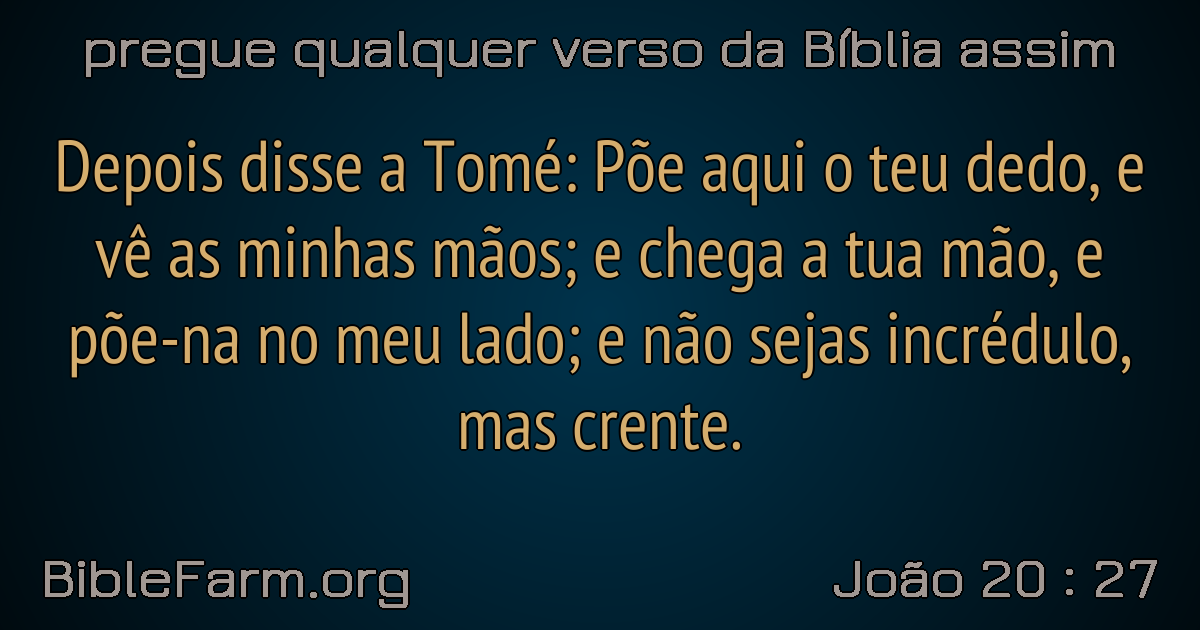 pregue qualquer verso da Bíblia assim
Depois disse a Tomé: Põe aqui o teu dedo, e
vê as minhas mãos; e chega a tua mão, e
põe-na no meu lado; e não sejas incrédulo,
mas crente.
BibleFarm.org
João 20 : 27